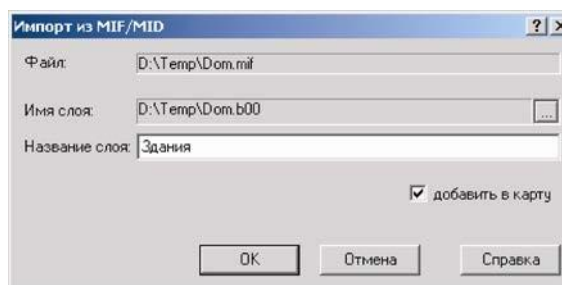 Импорт из MIF/MID
Файл: D:\Temp\Dom.mif
Имя слоя: D:\Temp\Dom.b00 ...
Название слоя: Здания
добавить в карту
OK Отмена Справка